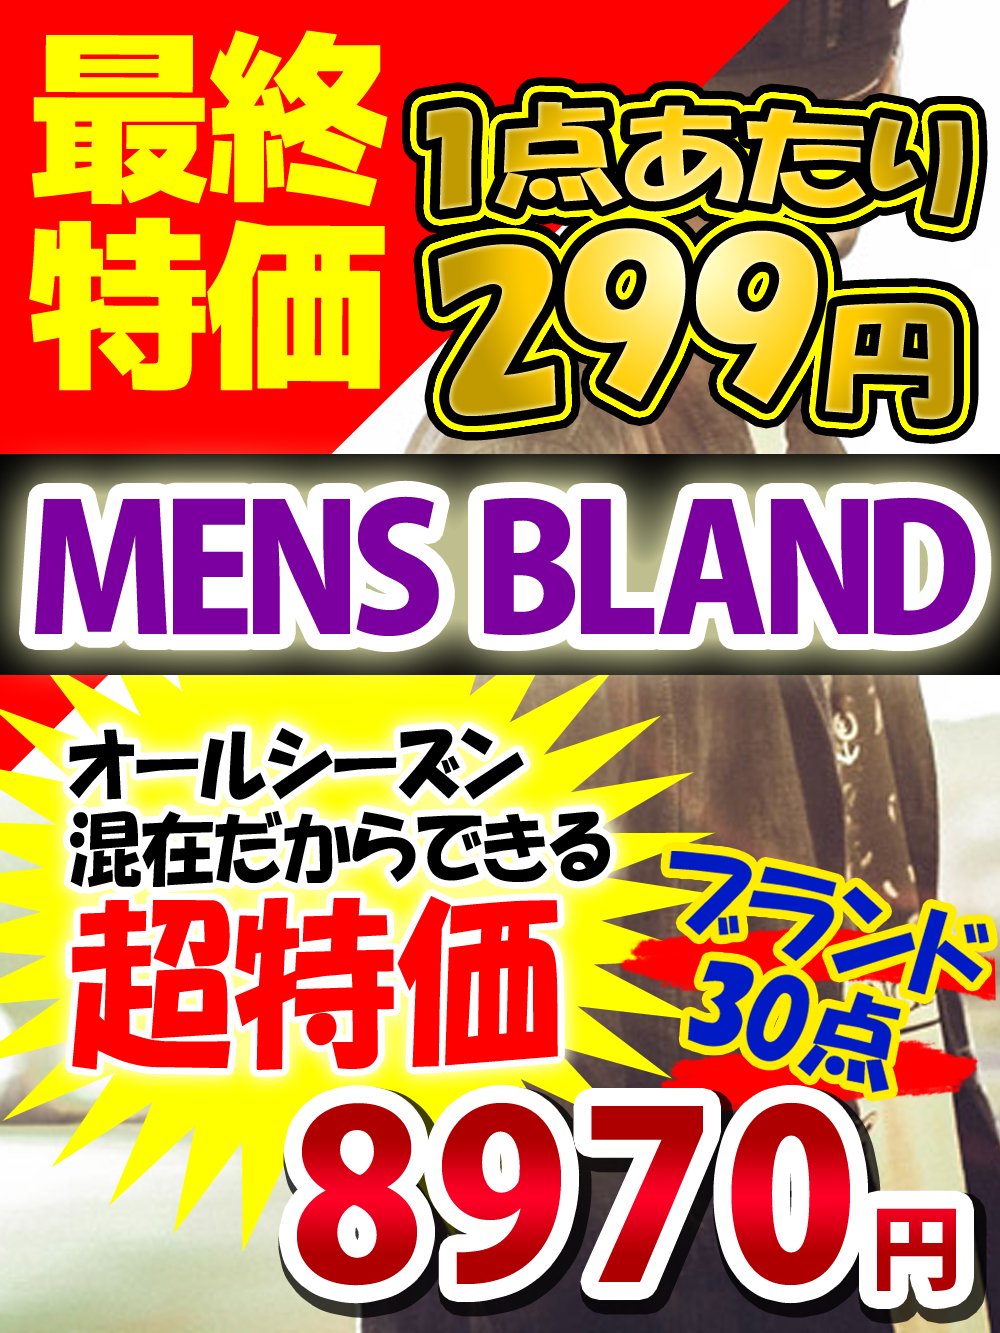 最終
特価
1点あたり
299円
MENS BLAND
オールシーズン
混在だからできる
超特価
ブランド
30点
8970円